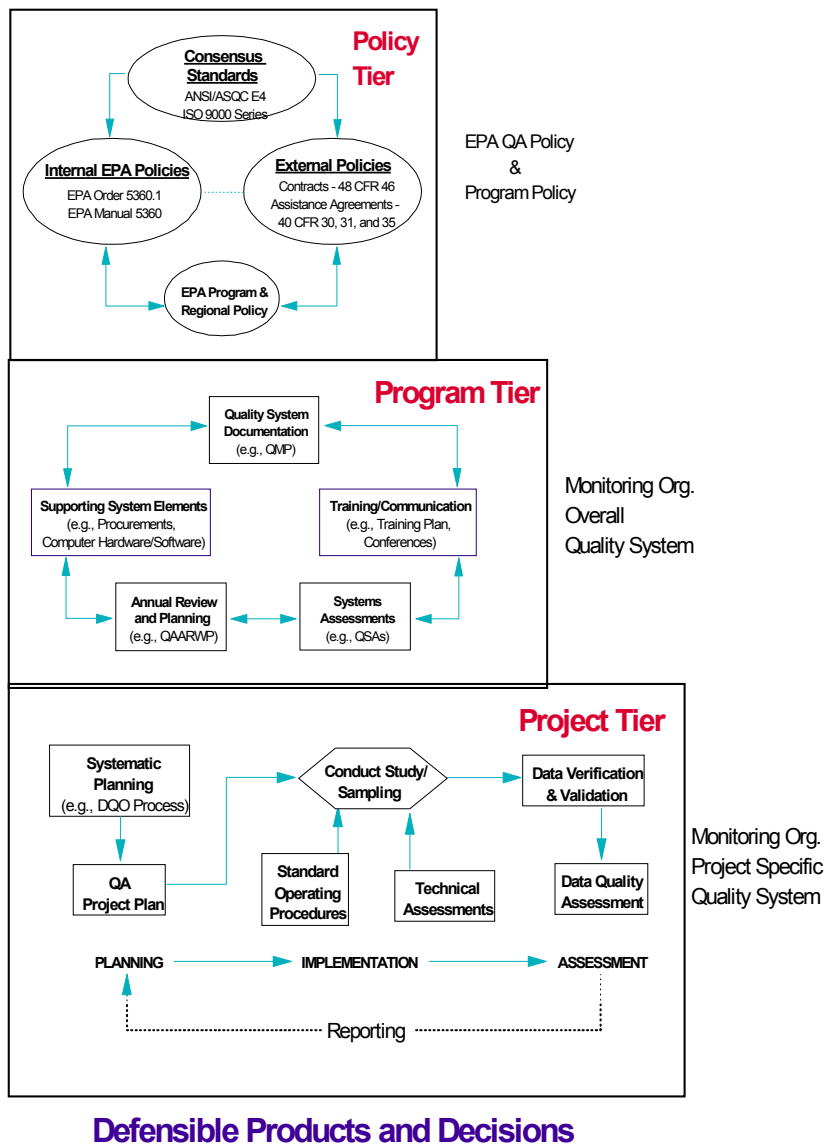 Policy
Tier
Consensus
Standards
ANSI/ASQC E4
ISO 9000 Series
Internal EPA Policies
EPA Order 5360.1
EPA Manual 5360
External Policies
Contracts - 48 CFR 46
Assistance Agreements -
40 CFR 30, 31, and 35
EPA Program &
Regional Policy
EPA QA Policy
&
Program Policy
Program Tier
Quality System
Documentation
(e.g., QMP)
Supporting System Elements
(e.g., Procurements,
Computer Hardware/Software)
Training/Communication
(e.g., Training Plan,
Conferences)
Annual Review
and Planning
(e.g., QAARWP)
Systems
Assessments
(e.g., QSAs)
Monitoring Org.
Overall
Quality System
Project Tier
Systematic
Planning
(e.g., DQO Process)
Conduct Study/
Sampling
Data Verification
& Validation
QA
Project Plan
Standard
Operating
Procedures
Technical
Assessments
Data Quality
Assessment
Monitoring Org.
Project Specific
Quality System
PLANNING
IMPLEMENTATION
ASSESSMENT
Reporting
Defensible Products and Decisions